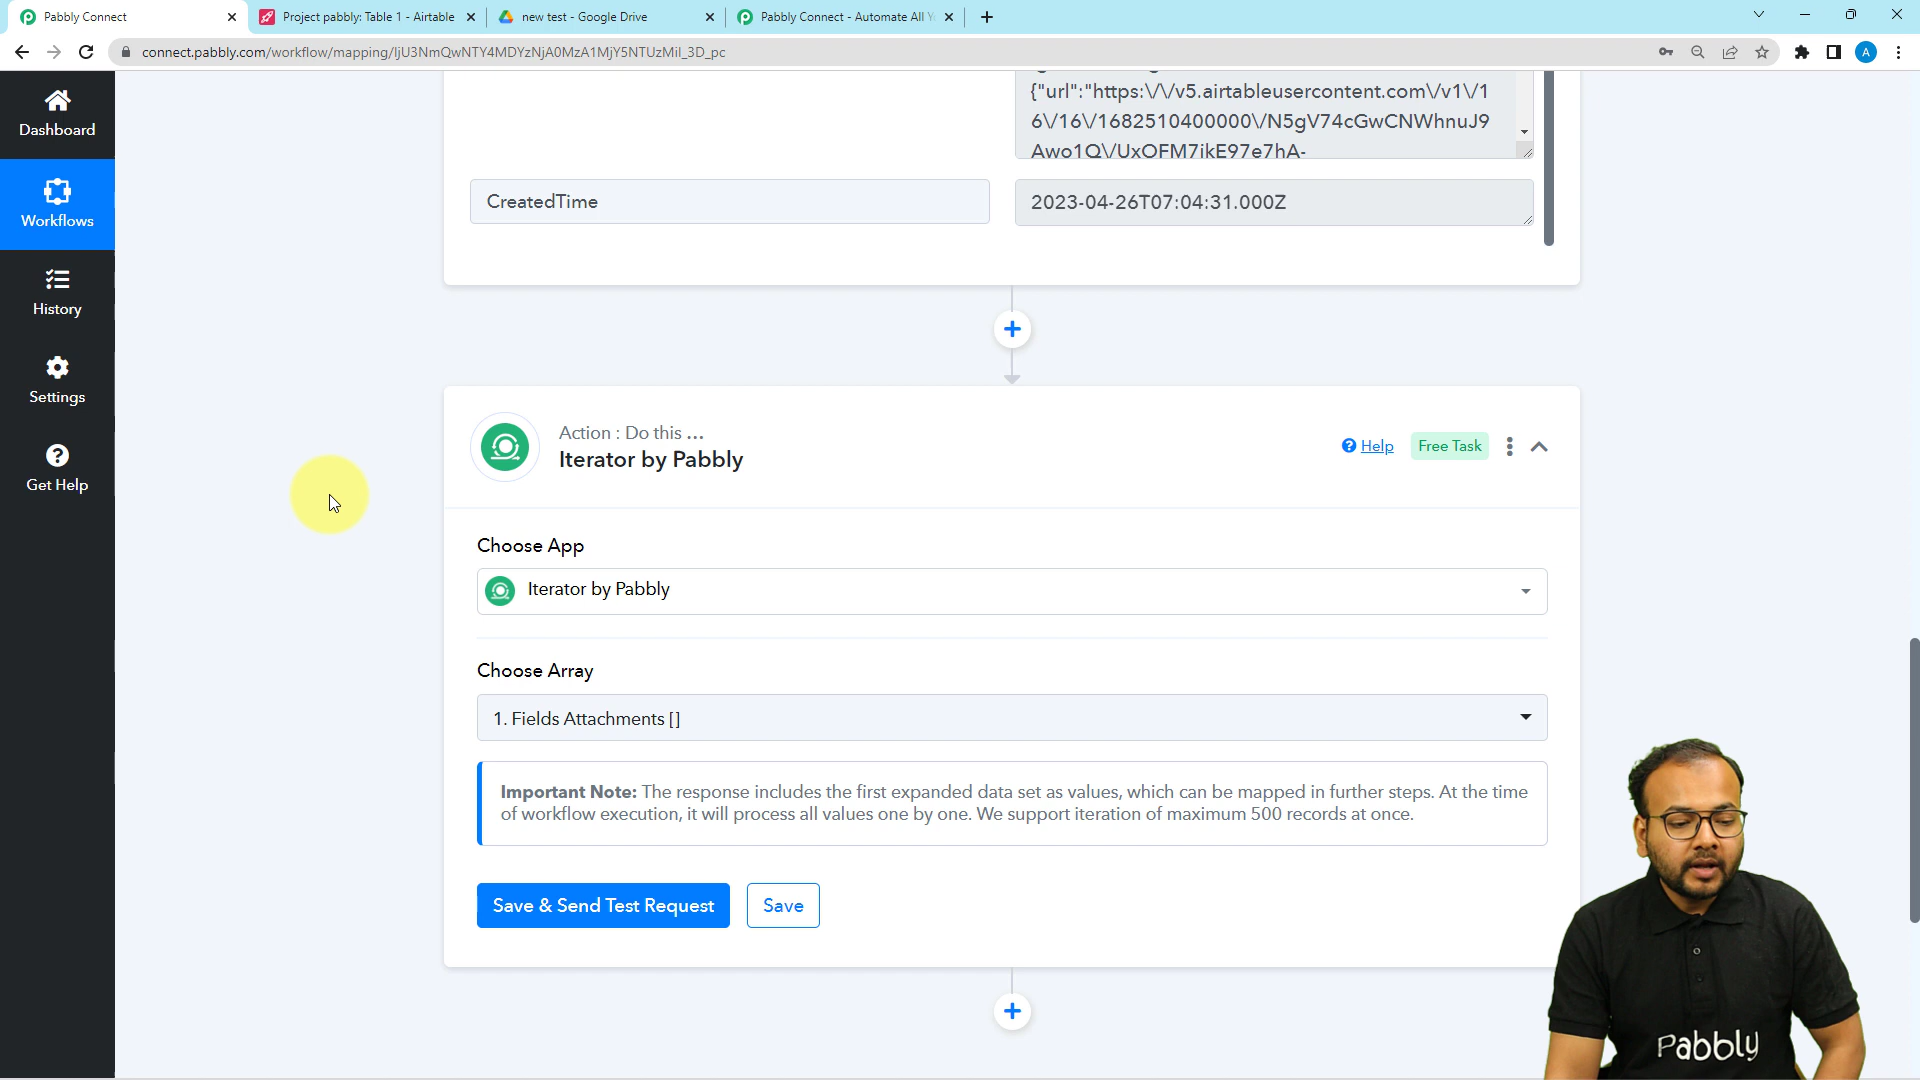 Pabbly Connect
Project pabbly: Table 1 - Airtable
new test - Google Drive
Pabbly Connect - Automate All Y
connect.pabbly.com/workflow/mapping/IjU3NmQwNTY4MDYzNjA0MzA1MjY5NTUzMiI_3D_pc
A
Dashboard
Workflows
History
Settings
Get Help
{"url":"https:\/\/v5.airtableusercontent.com\/v1\/1
6\/16\/1682510400000\/N5gV74cGwCNWhnuJ9
Awo1Q\/UxOFM7ikE97e7hA-
CreatedTime
2023-04-26T07:04:31.000Z
Action : Do this ...
Iterator by Pabbly
Help
Free Task
Choose App
Iterator by Pabbly
Choose Array
1. Fields Attachments []
Important Note: The response includes the first expanded data set as values, which can be mapped in further steps. At the time
of workflow execution, it will process all values one by one. We support iteration of maximum 500 records at once.
Save & Send Test Request
Save
Pabbly